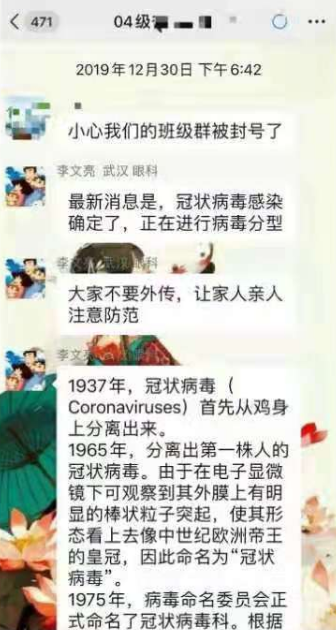 471
04级
2019年12月30日 下午6:42
小心我们的班级群被封号了
李文亮 武汉 眼科
最新消息是，冠状病毒感染
确定了，正在进行病毒分型
李文亮 武汉 眼科
大家不要外传，让家人亲人
注意防范
李文亮
1937年，冠状病毒（
Coronaviruses）首先从鸡身
上分离出来。
1965年，分离出第一株人的
冠状病毒。由于在电子显微
镜下可观察到其外膜上有明
显的棒状粒子突起，使其形
态看上去像中世纪欧洲帝王
的皇冠，因此命名为“冠状
病毒”。
1975年，病毒命名委员会正
式命名了冠状病毒科。根据